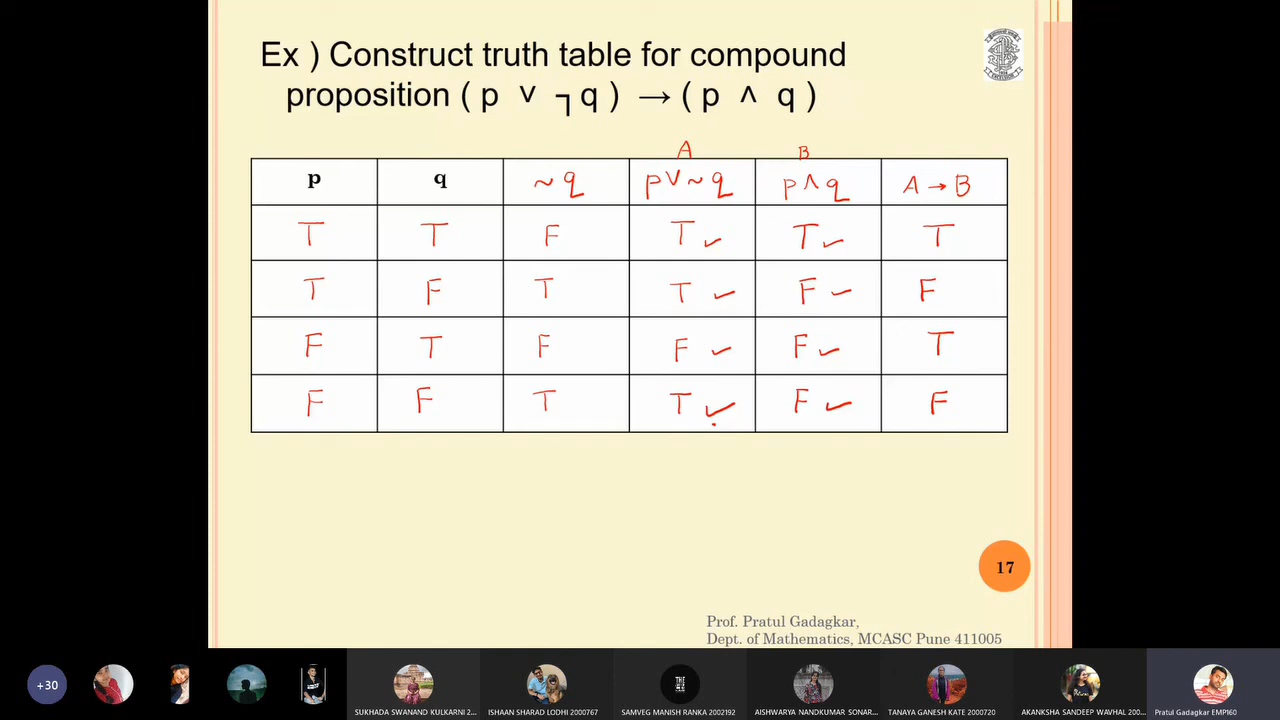 Ex ) Construct truth table for compound
proposition ( p ∨ ┐q ) → ( p ∧ q )
A B
p q ~q p∨~q p∧q A→B
T T F T T T
T F T T F F
F T F F F T
F F T T F F
17
Prof. Pratul Gadagkar,
Dept. of Mathematics, MCASC Pune 411005
+30
SUKHADA SWANAND KULKARNI 2... ISHAAN SHARAD LODHI 2000767 SAMVEG MANISH RANKA 2002192 AISHWARYA NANDKUMAR SONAR... TANAYA GANESH KATE 2000720 AKANKSHA SANDEEP WAVHAL 200... Pratul Gadagkar EMP160